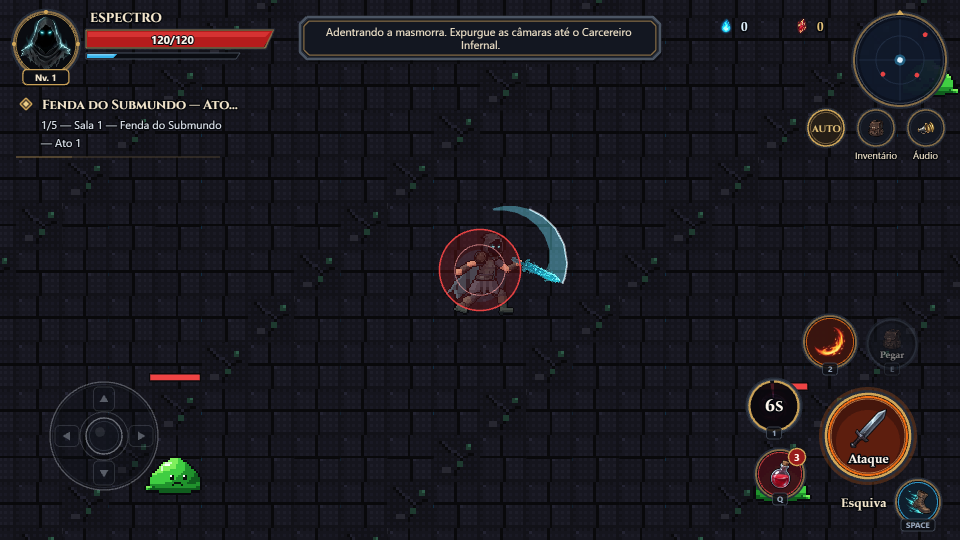 ESPECTRO
120/120
Nv. 1
Adentrando a masmorra. Expurgue as câmaras até o Carcereiro
Infernal.
0
0
Fenda do Submundo — Ato...
1/5 — Sala 1 — Fenda do Submundo
— Ato 1
AUTO
Inventário
Áudio
2
Pegar
E
6s
1
Ataque
3
Q
Esquiva
SPACE